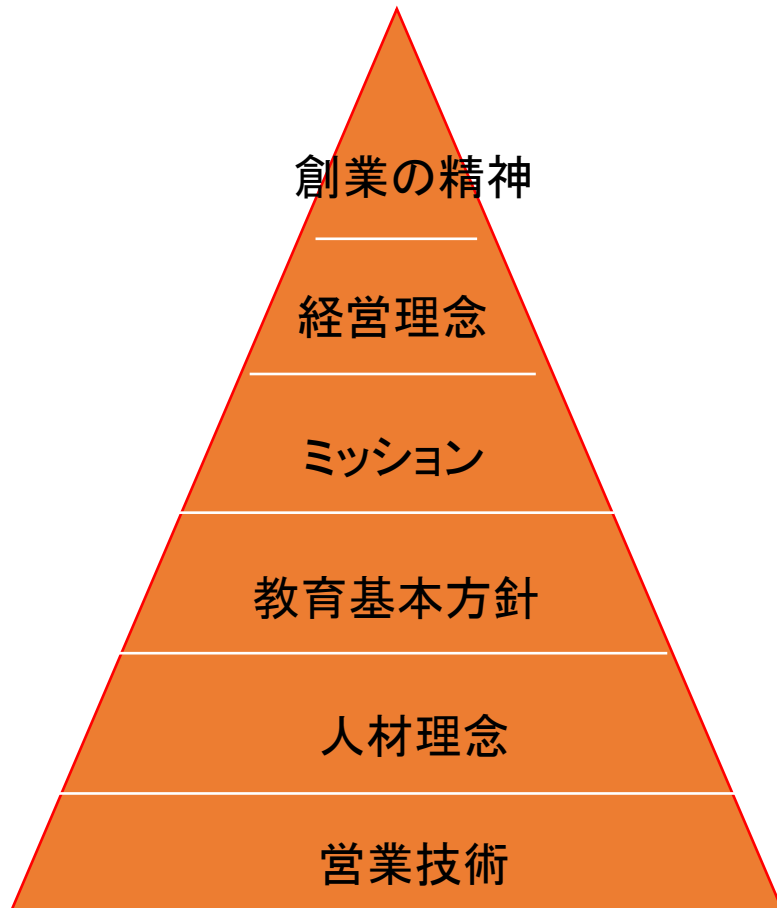 創業の精神
経営理念
ミッション
教育基本方針
人材理念
営業技術